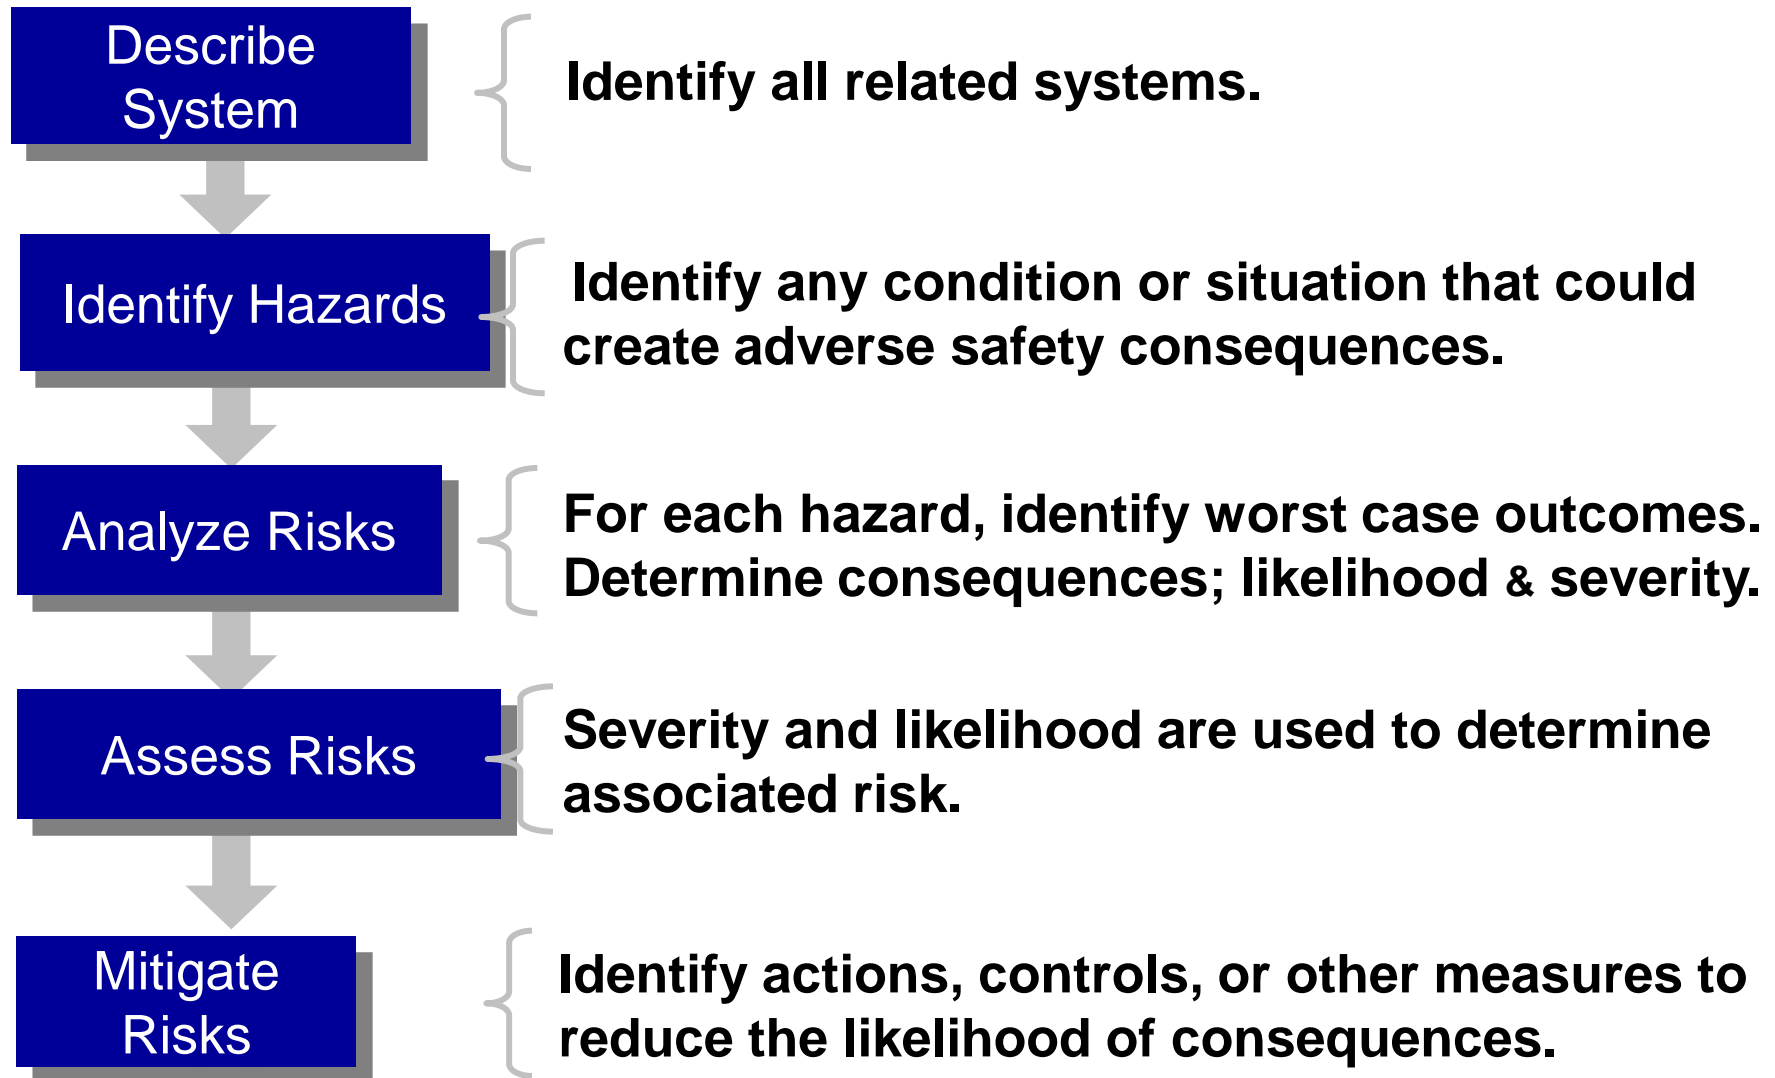 Describe
System
Identify all related systems.
Identify Hazards
Identify any condition or situation that could
create adverse safety consequences.
Analyze Risks
For each hazard, identify worst case outcomes.
Determine consequences; likelihood & severity.
Assess Risks
Severity and likelihood are used to determine
associated risk.
Mitigate
Risks
Identify actions, controls, or other measures to
reduce the likelihood of consequences.